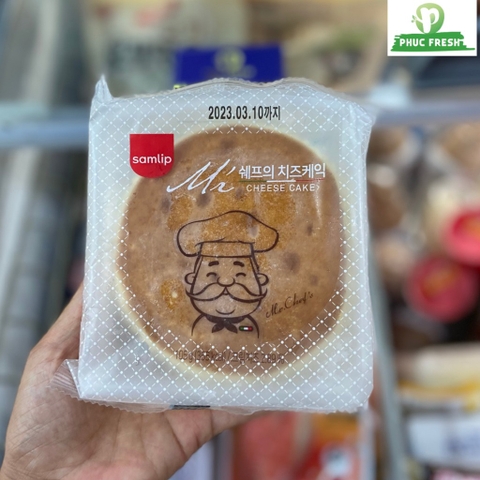 PHUC FRESH
2023.03.10까지
samlip
Mi 쉐프의 치즈케익
CHEESE CAKE
Mr. Chef's